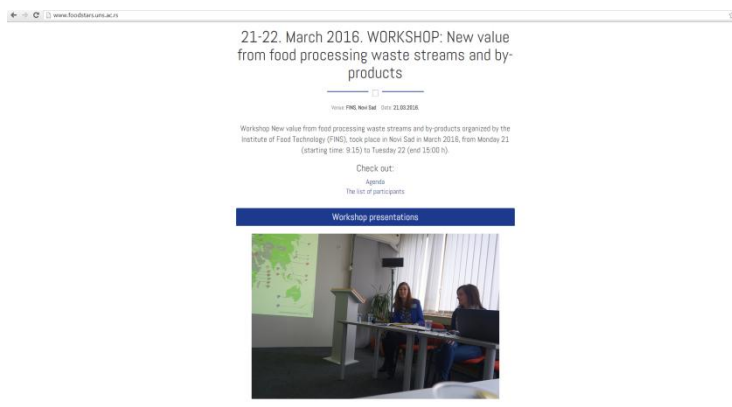 www.foodstars.uns.ac.rs
21-22. March 2016. WORKSHOP: New value
from food processing waste streams and by-
products
Venue: FINS, Novi Sad Date: 21.03.2016.
Workshop New value from food processing waste streams and by-products organized by the
Institute of Food Technology (FINS), took place in Novi Sad in March 2016, from Monday 21
(starting time: 9.15) to Tuesday 22 (end 15:00 h).
Check out:
Agenda
The list of participants
Workshop presentations